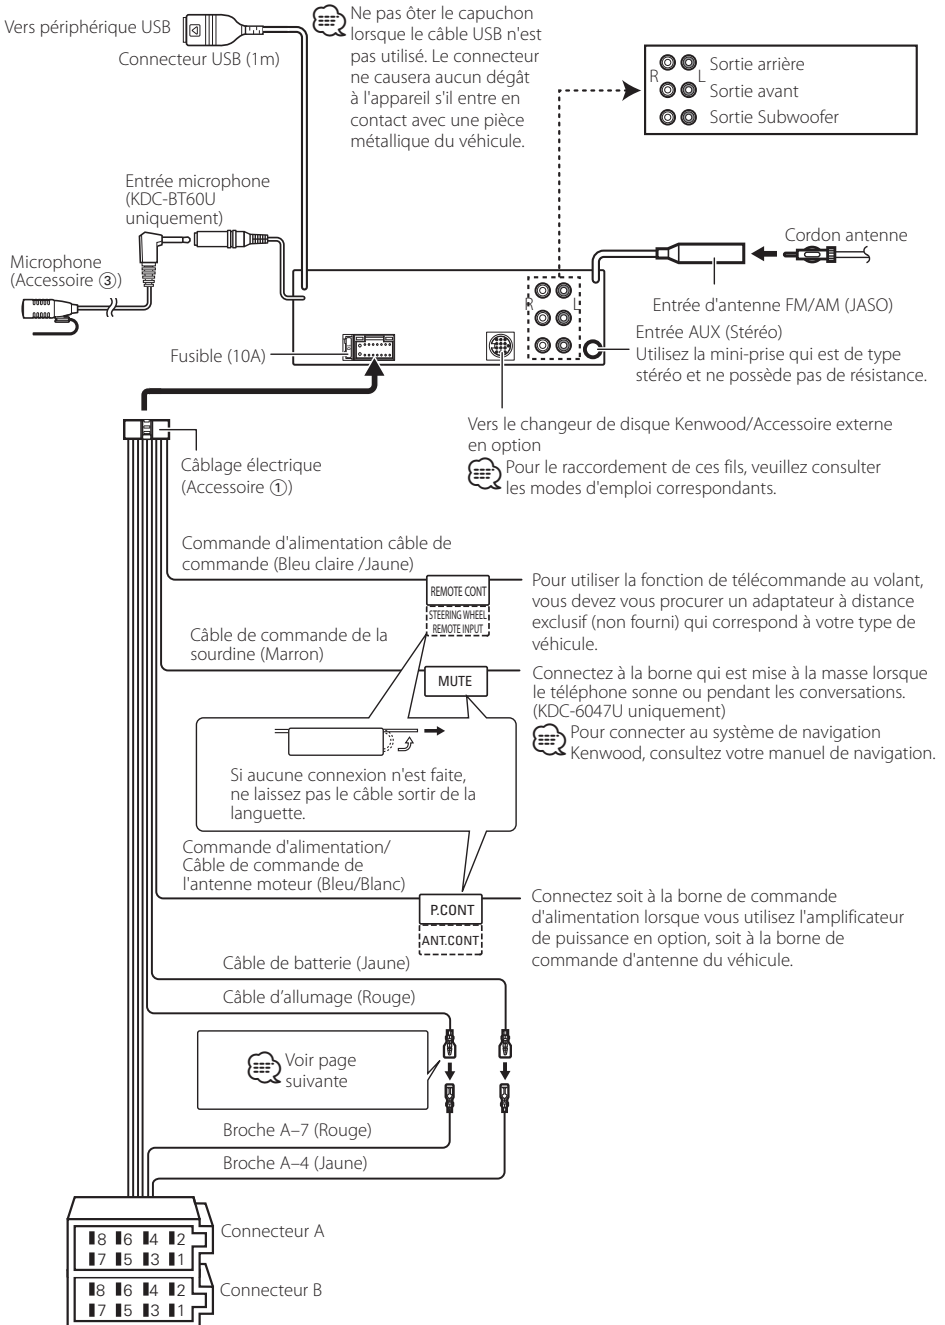 Vers périphérique USB
Connecteur USB (1m)
Ne pas ôter le capuchon
lorsque le câble USB n'est
pas utilisé. Le connecteur
ne causera aucun dégât
à l'appareil s'il entre en
contact avec une pièce
métallique du véhicule.
R L
Sortie arrière
Sortie avant
Sortie Subwoofer
Entrée microphone
(KDC-BT60U
uniquement)
Microphone
(Accessoire ③)
Cordon antenne
Entrée d'antenne FM/AM (JASO)
R L
Entrée AUX (Stéréo)
Utilisez la mini-prise qui est de type
stéréo et ne possède pas de résistance.
Fusible (10A)
Vers le changeur de disque Kenwood/Accessoire externe
en option
Pour le raccordement de ces fils, veuillez consulter
les modes d'emploi correspondants.
Câblage électrique
(Accessoire ①)
Commande d'alimentation câble de
commande (Bleu claire /Jaune)
REMOTE CONT
STEERING WHEEL
REMOTE INPUT
Pour utiliser la fonction de télécommande au volant,
vous devez vous procurer un adaptateur à distance
exclusif (non fourni) qui correspond à votre type de
véhicule.
Câble de commande de la
sourdine (Marron)
MUTE
Connectez à la borne qui est mise à la masse lorsque
le téléphone sonne ou pendant les conversations.
(KDC-6047U uniquement)
Pour connecter au système de navigation
Kenwood, consultez votre manuel de navigation.
Si aucune connexion n'est faite,
ne laissez pas le câble sortir de la
languette.
Commande d'alimentation/
Câble de commande de
l'antenne moteur (Bleu/Blanc)
P.CONT
ANT.CONT
Connectez soit à la borne de commande
d'alimentation lorsque vous utilisez l'amplificateur
de puissance en option, soit à la borne de
commande d'antenne du véhicule.
Câble de batterie (Jaune)
Câble d'allumage (Rouge)
Voir page
suivante
Broche A–7 (Rouge)
Broche A–4 (Jaune)
Connecteur A
8 6 4 2
7 5 3 1
Connecteur B
8 6 4 2
7 5 3 1